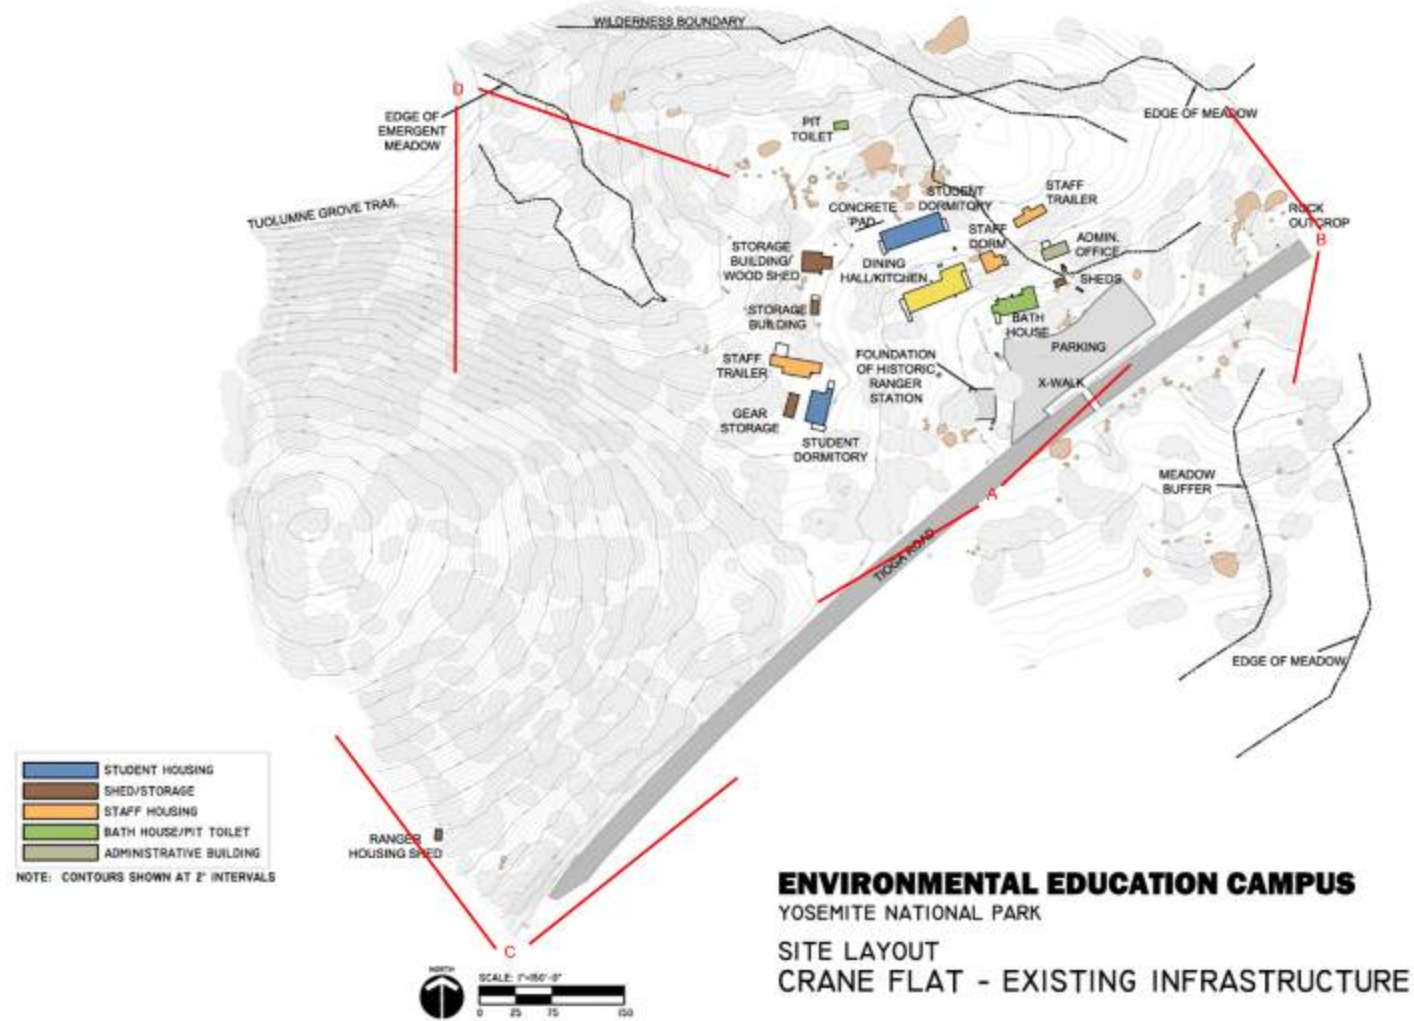 WILDERNESS BOUNDARY
D
EDGE OF
EMERGENT
MEADOW
PIT
TOILET
EDGE OF MEADOW
TUOLUMNE GROVE TRAIL
CONCRETE
PAD
STUDENT
DORMITORY
STAFF
TRAILER
ROCK
OUTCROP
B
STORAGE
BUILDING/
WOOD SHED
DINING
HALL/KITCHEN
STAFF
DORM
ADMIN.
OFFICE
SHEDS
STORAGE
BUILDING
BATH
HOUSE
PARKING
STAFF
TRAILER
FOUNDATION
OF HISTORIC
RANGER
STATION
X-WALK
GEAR
STORAGE
STUDENT
DORMITORY
A
MEADOW
BUFFER
TIOGA ROAD
EDGE OF MEADOW
STUDENT HOUSING
SHED/STORAGE
STAFF HOUSING
BATH HOUSE/PIT TOILET
ADMINISTRATIVE BUILDING
NOTE: CONTOURS SHOWN AT 2' INTERVALS
RANGER
HOUSING SHED
C
NORTH
SCALE: 1"=150'-0"
0 25 75 150
ENVIRONMENTAL EDUCATION CAMPUS
YOSEMITE NATIONAL PARK
SITE LAYOUT
CRANE FLAT - EXISTING INFRASTRUCTURE